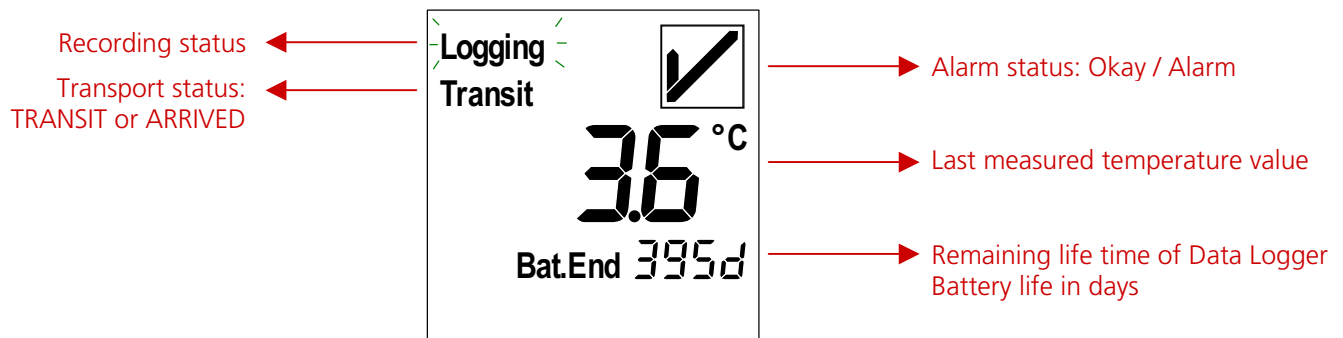 Recording status
Transport status:
TRANSIT or ARRIVED
Logging
Transit
3.6 °C
Bat.End 395d
Alarm status: Okay / Alarm
Last measured temperature value
Remaining life time of Data Logger
Battery life in days